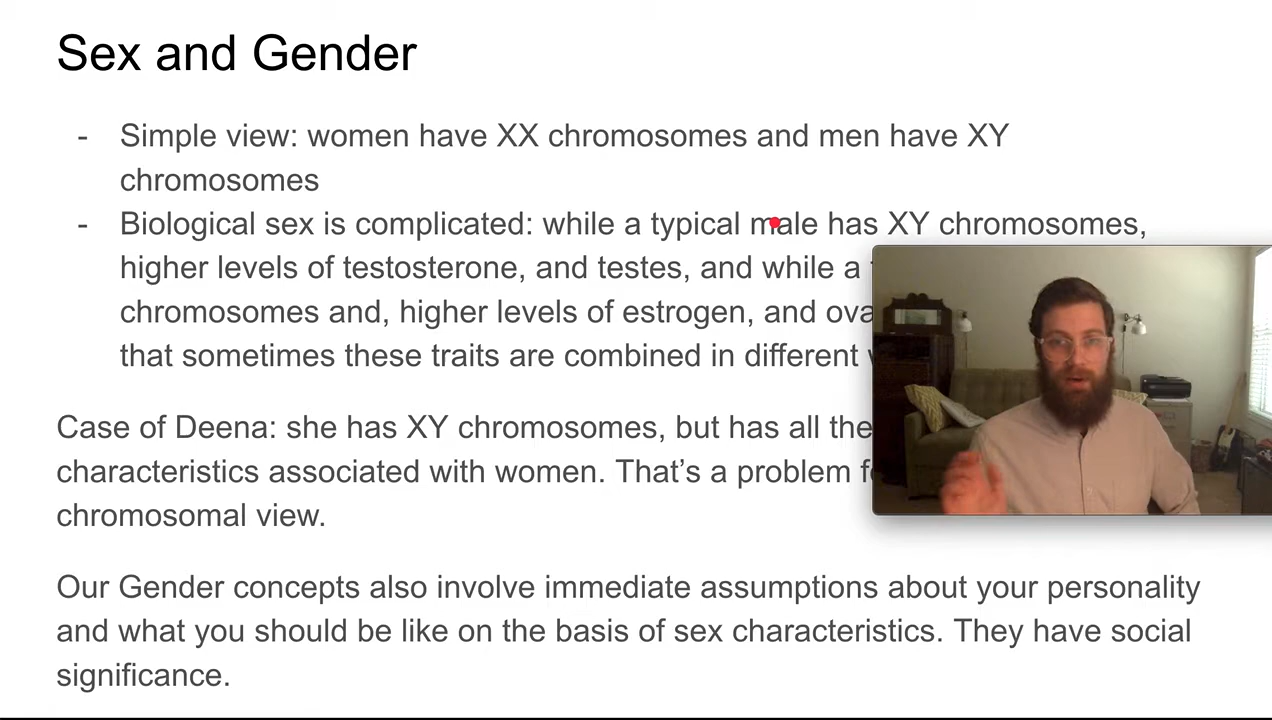 Sex and Gender
- Simple view: women have XX chromosomes and men have XY
chromosomes
- Biological sex is complicated: while a typical male has XY chromosomes,
higher levels of testosterone, and testes, and while a
chromosomes and, higher levels of estrogen, and
that sometimes these traits are combined in different
Case of Deena: she has XY chromosomes, but has all the
characteristics associated with women. That’s a problem
chromosomal view.
Our Gender concepts also involve immediate assumptions about your personality
and what you should be like on the basis of sex characteristics. They have social
significance.